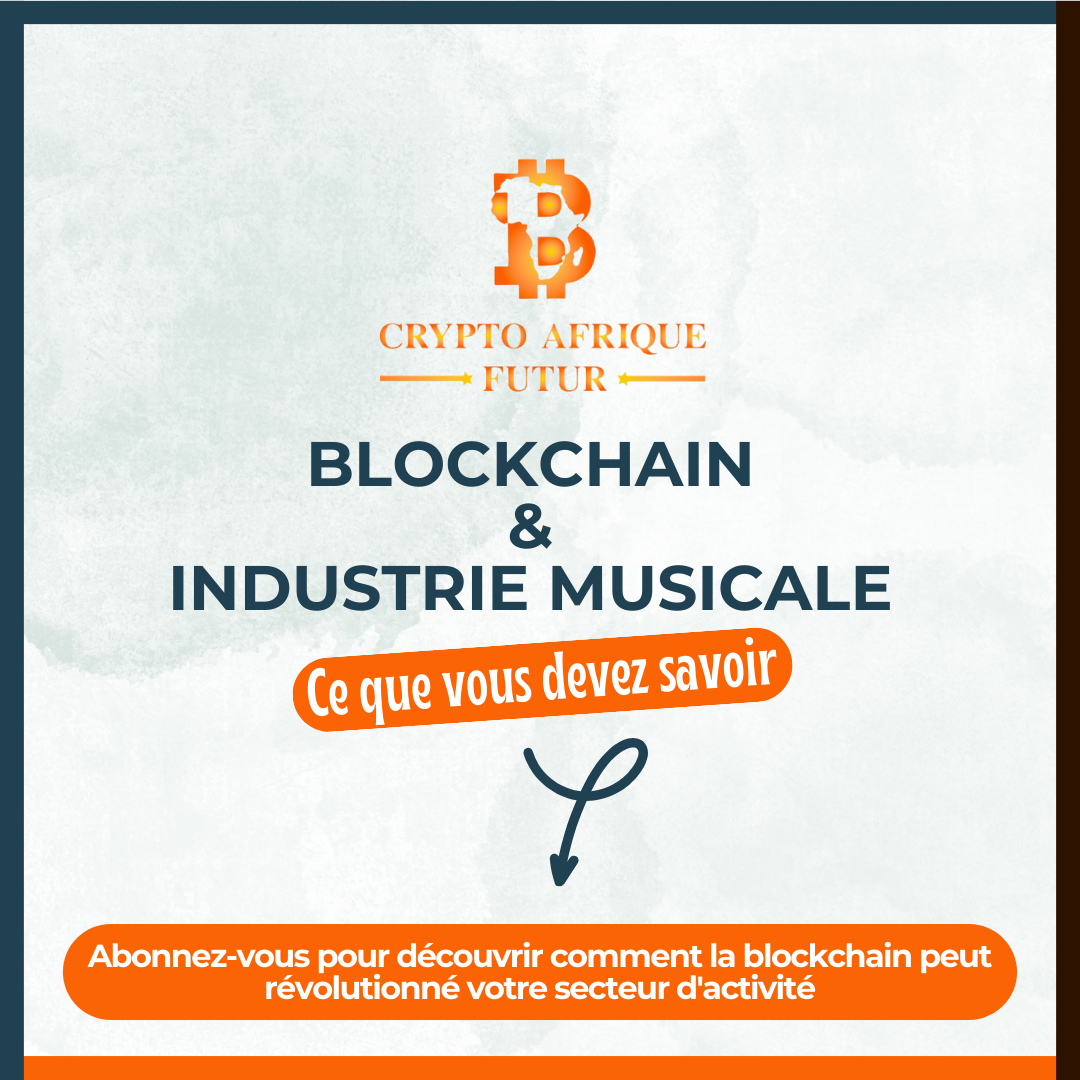 CRYPTO AFRIQUE
FUTUR
BLOCKCHAIN
&
INDUSTRIE MUSICALE
Ce que vous devez savoir
Abonnez-vous pour découvrir comment la blockchain peut
révolutionné votre secteur d'activité